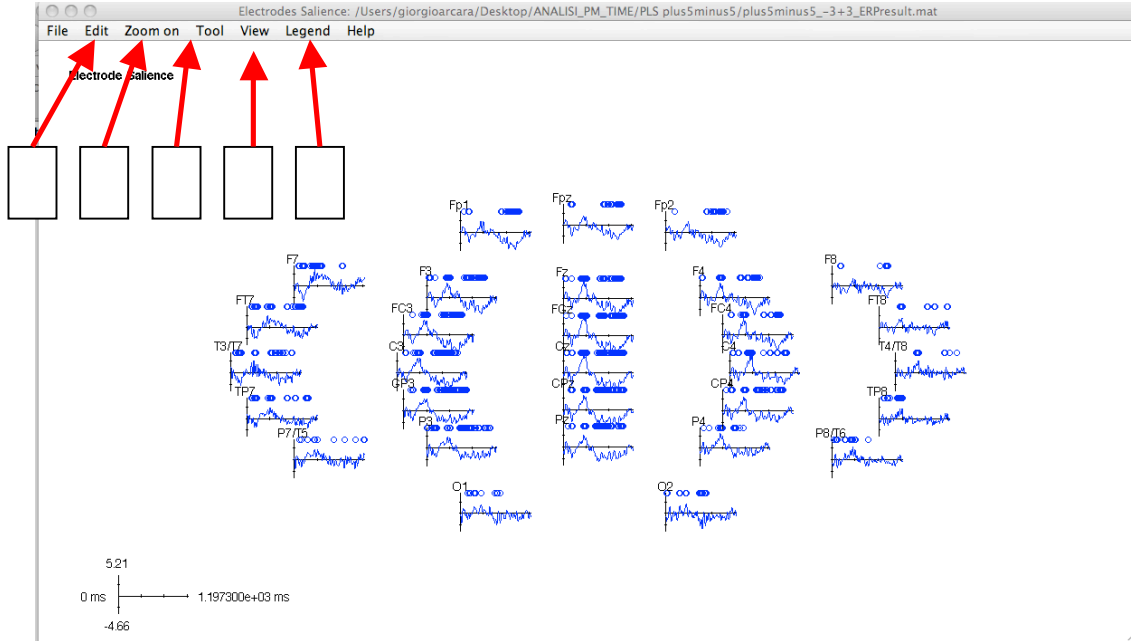 Electrodes Salience: /Users/giorgioarcara/Desktop/ANALISI_PM_TIME/PLS plus5minus5/plus5minus5_-3+3_ERPresult.mat
File Edit Zoom on Tool View Legend Help
Electrode Salience
Fp1 Fpz Fp2
F7 F3 Fz F4 F8
FT7 FC3 FCz FC4 FT8
T3/T7 C3 Cz C4 T4/T8
TP7 CP3 CPz CP4 TP8
P7/T5 P3 Pz P4 P8/T6
O1 O2
5.21
0 ms 1.197300e+03 ms
-4.66